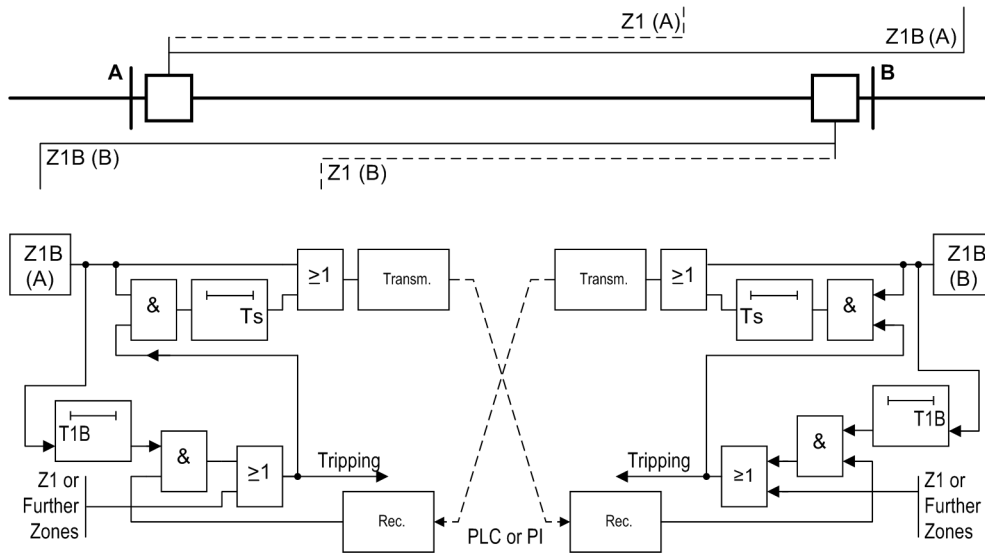 Z1 (A)
Z1B (A)
A
B
Z1B (B)
Z1 (B)
Z1B
(A)
≥1
Transm.
Transm.
≥1
Z1B
(B)
&
Ts
Ts
&
T1B
T1B
&
&
≥1
Tripping
Tripping
≥1
Z1 or
Further
Zones
Rec.
PLC or PI
Rec.
Z1 or
Further
Zones